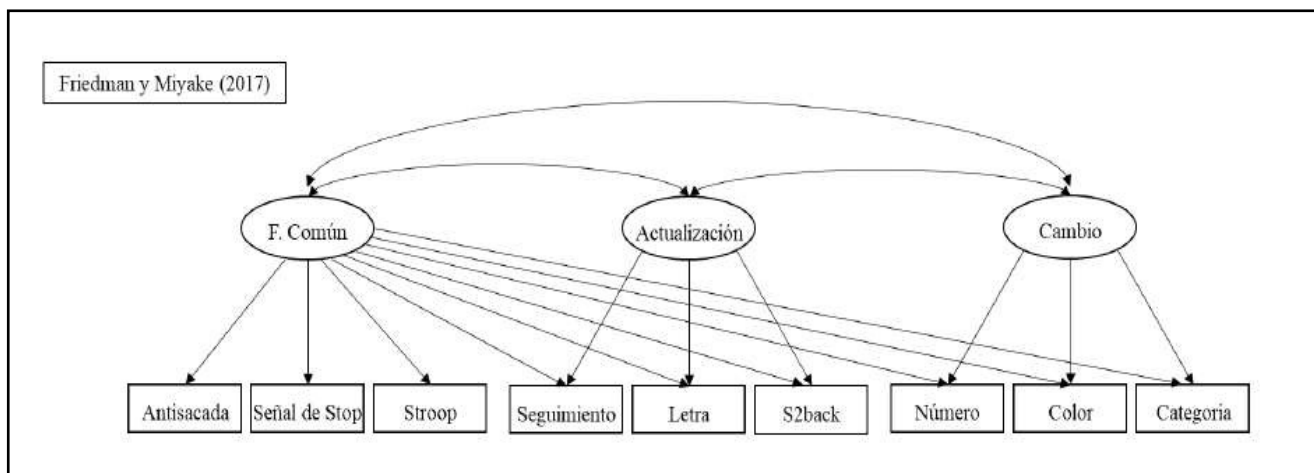 Friedman y Miyake (2017)
F. Común
Actualización
Cambio
Antisacada
Señal de Stop
Stroop
Seguimiento
Letra
S2back
Número
Color
Categoria